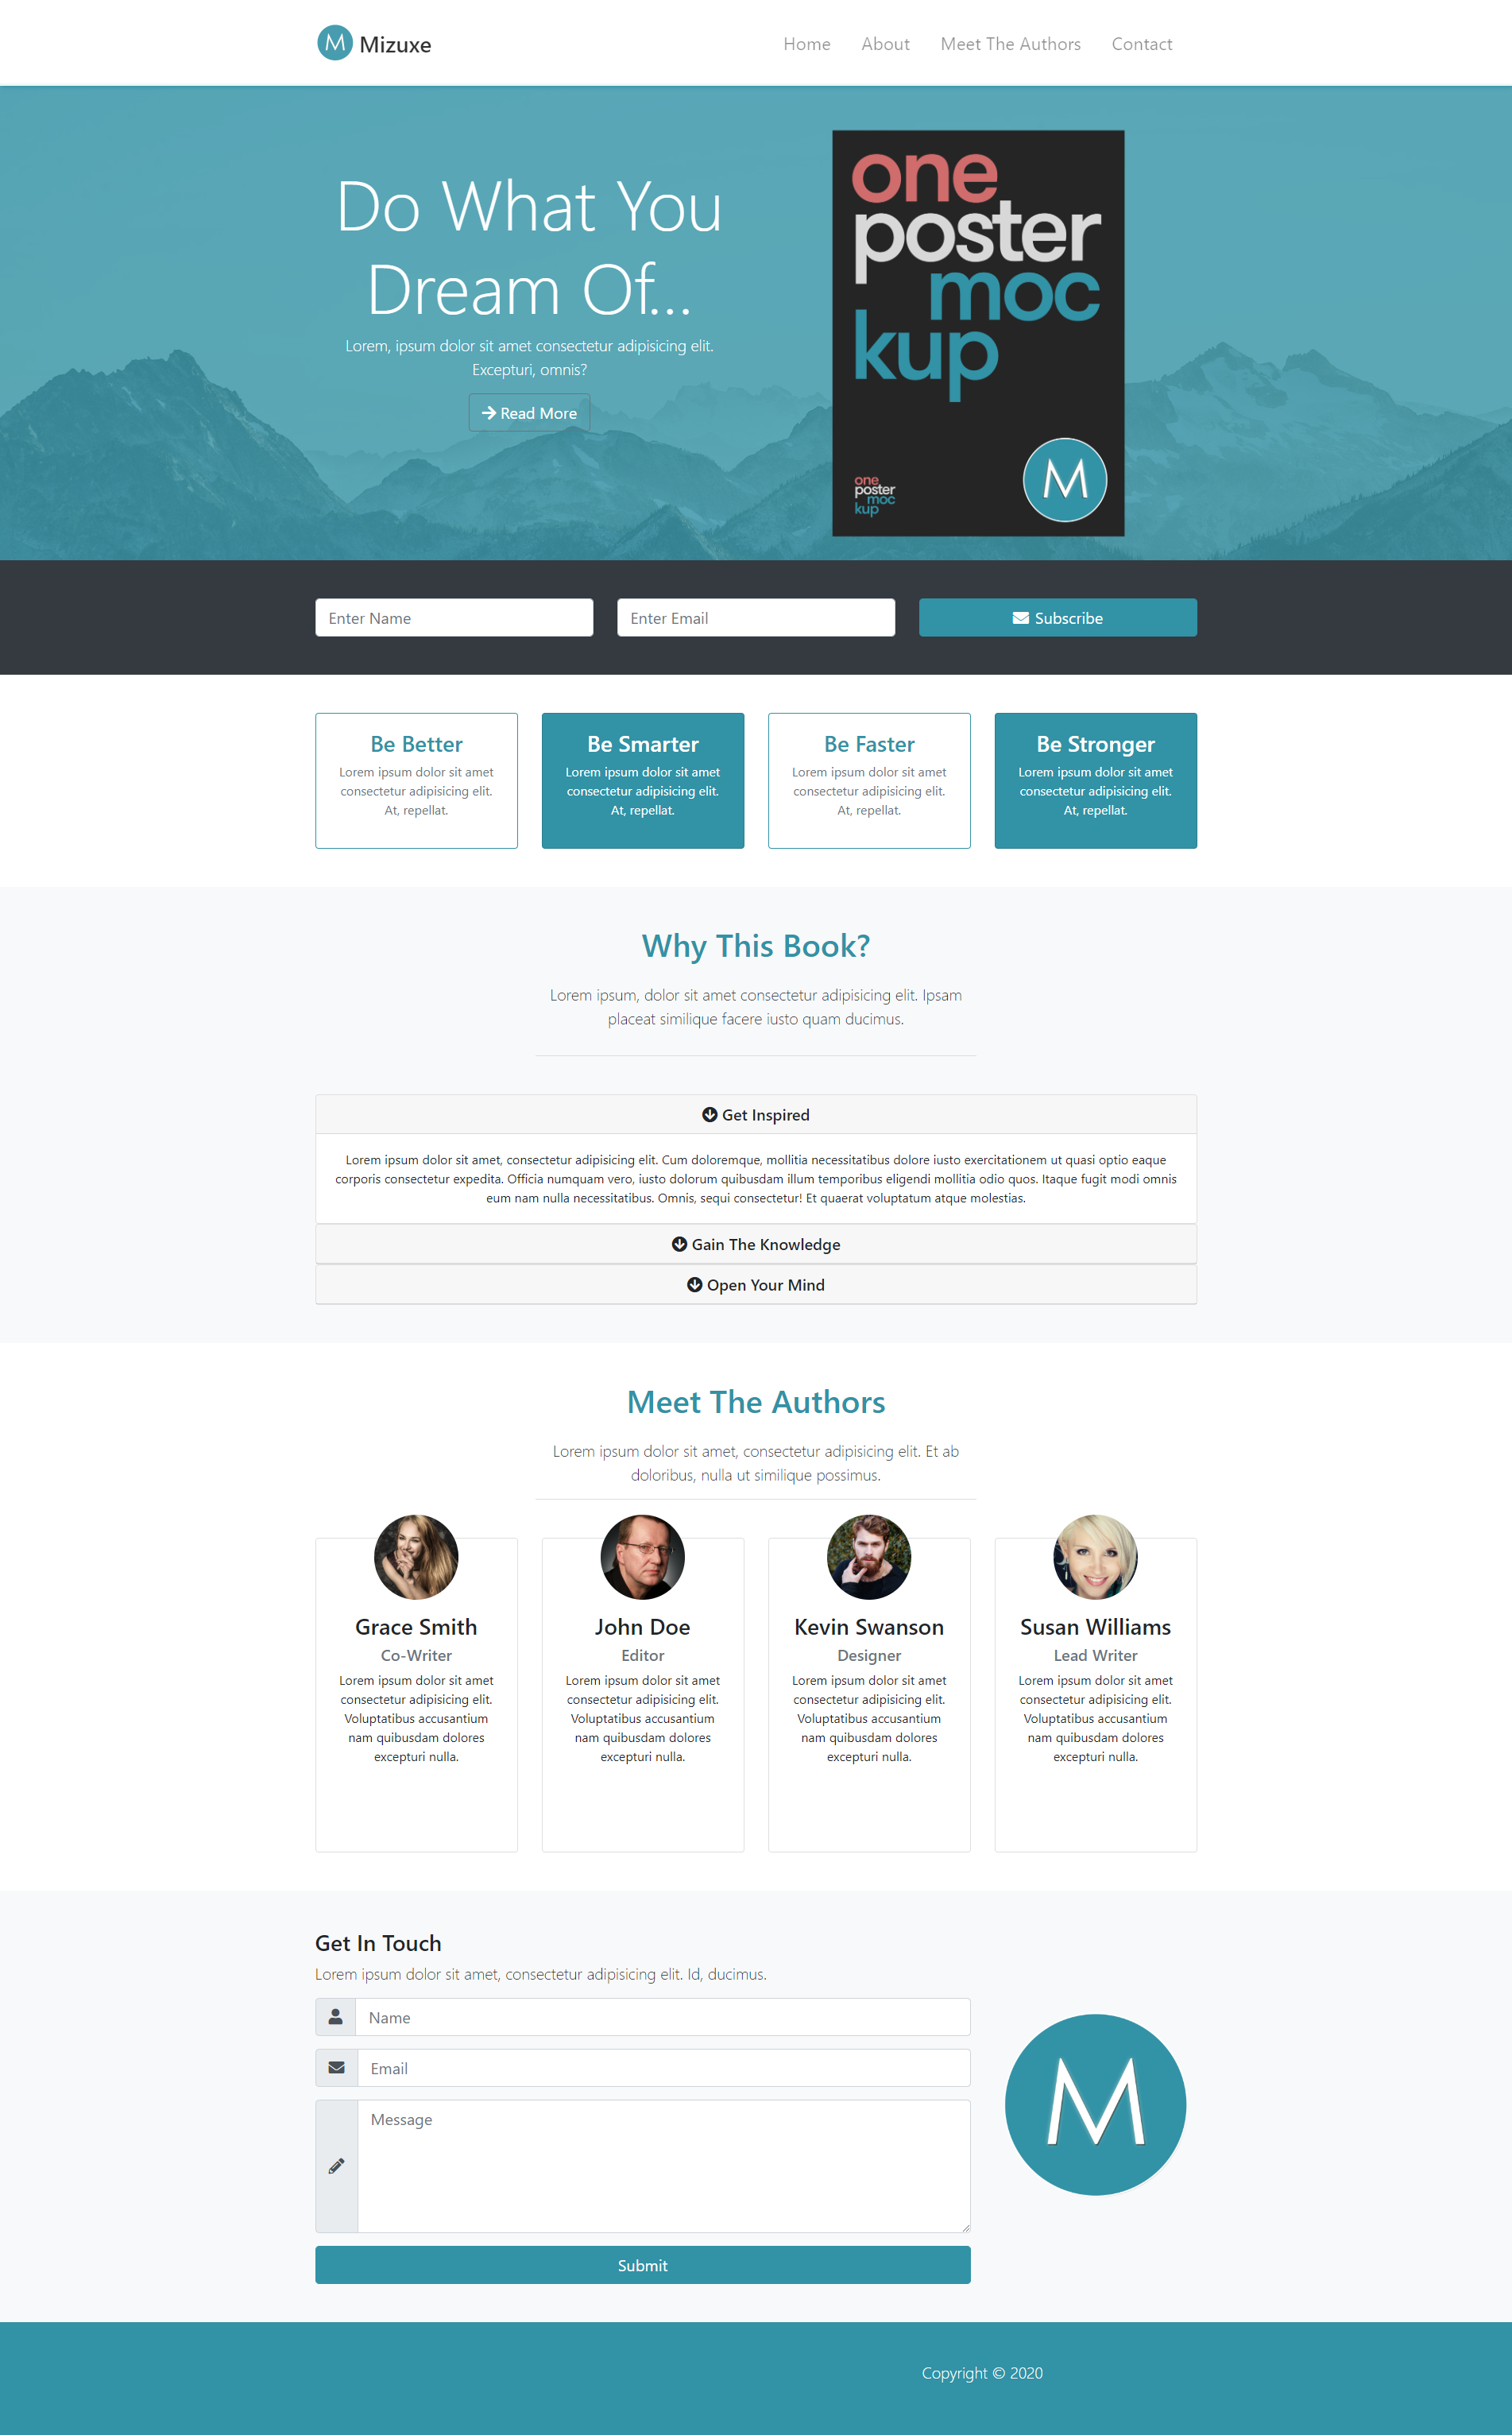 M Mizuxe
Home About Meet The Authors Contact
Do What You
Dream Of...
Lorem, ipsum dolor sit amet consectetur adipisicing elit.
Excepturi, omnis?
Read More
one
poster
moc
kup
one
poster
moc
kup
M
Enter Name
Enter Email
Subscribe
Be Better
Lorem ipsum dolor sit amet
consectetur adipisicing elit.
At, repellat.
Be Smarter
Lorem ipsum dolor sit amet
consectetur adipisicing elit.
At, repellat.
Be Faster
Lorem ipsum dolor sit amet
consectetur adipisicing elit.
At, repellat.
Be Stronger
Lorem ipsum dolor sit amet
consectetur adipisicing elit.
At, repellat.
Why This Book?
Lorem ipsum, dolor sit amet consectetur adipisicing elit. Ipsam
placeat similique facere iusto quam ducimus.
Get Inspired
Lorem ipsum dolor sit amet, consectetur adipisicing elit. Cum doloremque, mollitia necessitatibus dolore iusto exercitationem ut quasi optio eaque
corporis consectetur expedita. Officia numquam vero, iusto dolorum quibusdam illum temporibus eligendi mollitia odio quos. Itaque fugit modi omnis
eum nam nulla necessitatibus. Omnis, sequi consectetur! Et quaerat voluptatum atque molestias.
Gain The Knowledge
Open Your Mind
Meet The Authors
Lorem ipsum dolor sit amet, consectetur adipisicing elit. Et ab
doloribus, nulla ut similique possimus.
Grace Smith
Co-Writer
Lorem ipsum dolor sit amet
consectetur adipisicing elit.
Voluptatibus accusantium
nam quibusdam dolores
excepturi nulla.
John Doe
Editor
Lorem ipsum dolor sit amet
consectetur adipisicing elit.
Voluptatibus accusantium
nam quibusdam dolores
excepturi nulla.
Kevin Swanson
Designer
Lorem ipsum dolor sit amet
consectetur adipisicing elit.
Voluptatibus accusantium
nam quibusdam dolores
excepturi nulla.
Susan Williams
Lead Writer
Lorem ipsum dolor sit amet
consectetur adipisicing elit.
Voluptatibus accusantium
nam quibusdam dolores
excepturi nulla.
Get In Touch
Lorem ipsum dolor sit amet, consectetur adipisicing elit. Id, ducimus.
Name
Email
Message
Submit
M
Copyright © 2020